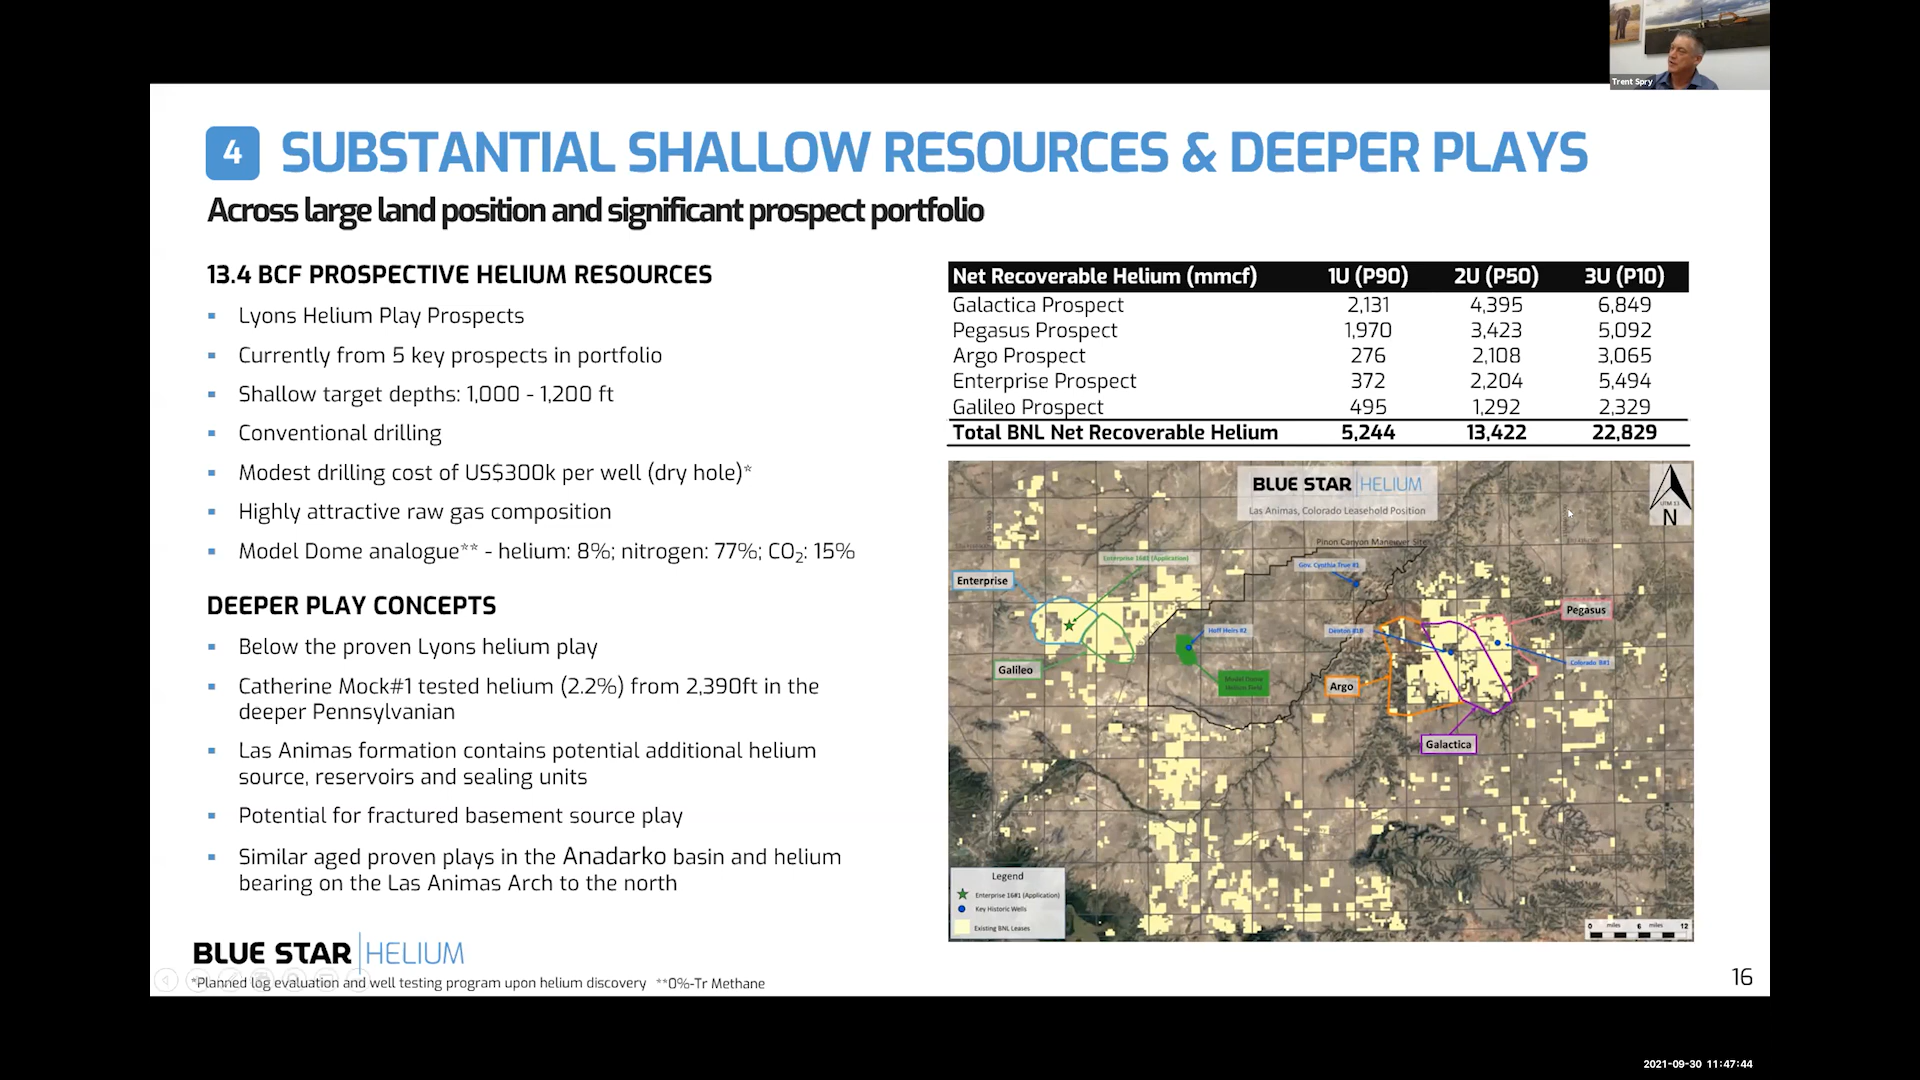 Trent Spry
4 SUBSTANTIAL SHALLOW RESOURCES & DEEPER PLAYS
Across large land position and significant prospect portfolio
13.4 BCF PROSPECTIVE HELIUM RESOURCES
▪ Lyons Helium Play Prospects
▪ Currently from 5 key prospects in portfolio
▪ Shallow target depths: 1,000 - 1,200 ft
▪ Conventional drilling
▪ Modest drilling cost of US$300k per well (dry hole)*
▪ Highly attractive raw gas composition
▪ Model Dome analogue** - helium: 8%; nitrogen: 77%; CO₂: 15%
DEEPER PLAY CONCEPTS
▪ Below the proven Lyons helium play
▪ Catherine Mock#1 tested helium (2.2%) from 2,390ft in the
deeper Pennsylvanian
▪ Las Animas formation contains potential additional helium
source, reservoirs and sealing units
▪ Potential for fractured basement source play
▪ Similar aged proven plays in the Anadarko basin and helium
bearing on the Las Animas Arch to the north
Net Recoverable Helium (mmcf) 1U (P90) 2U (P50) 3U (P10)
Galactica Prospect 2,131 4,395 6,849
Pegasus Prospect 1,970 3,423 5,092
Argo Prospect 276 2,108 3,065
Enterprise Prospect 372 2,204 5,494
Galileo Prospect 495 1,292 2,329
Total BNL Net Recoverable Helium 5,244 13,422 22,829
BLUE STAR HELIUM
Las Animas, Colorado Leasehold Position
N
Pinon Canyon Maneuver Site
Enterprise 16#1 (Application)
Gov. Cynthia True #1
Enterprise
Pegasus
Hoff Heirs #2
Denton #1B
Colorado B#1
Galileo
Model Dome
Helium Field
Argo
Galactica
Legend
Enterprise 16#1 (Application)
Key Historic Wells
Existing BNL Leases
0 miles 6 miles 12
BLUE STAR HELIUM
*Planned log evaluation and well testing program upon helium discovery **0%-Tr Methane
16
2021-09-30 11:47:44